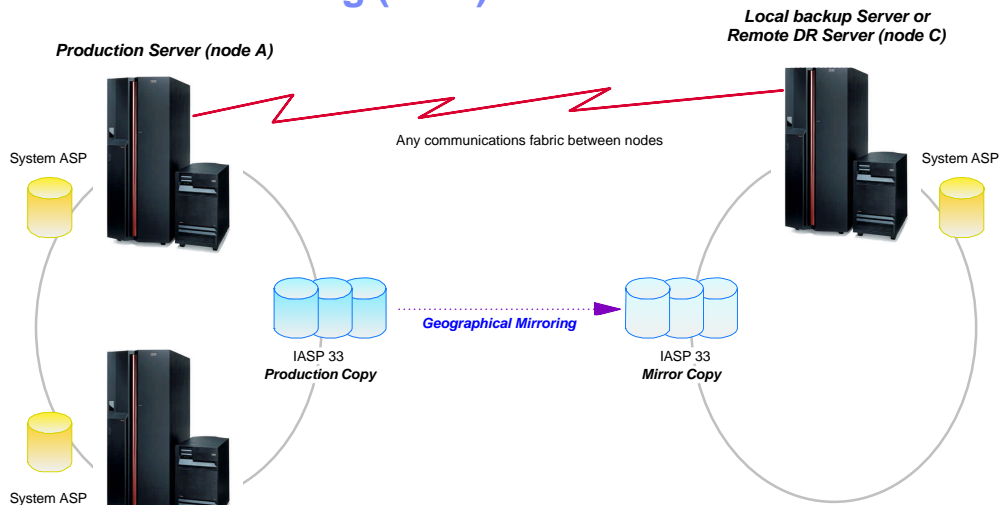 Local backup Server or
Remote DR Server (node C)
Production Server (node A)
Any communications fabric between nodes
System ASP
System ASP
Geographical Mirroring
IASP 33
Production Copy
IASP 33
Mirror Copy
System ASP